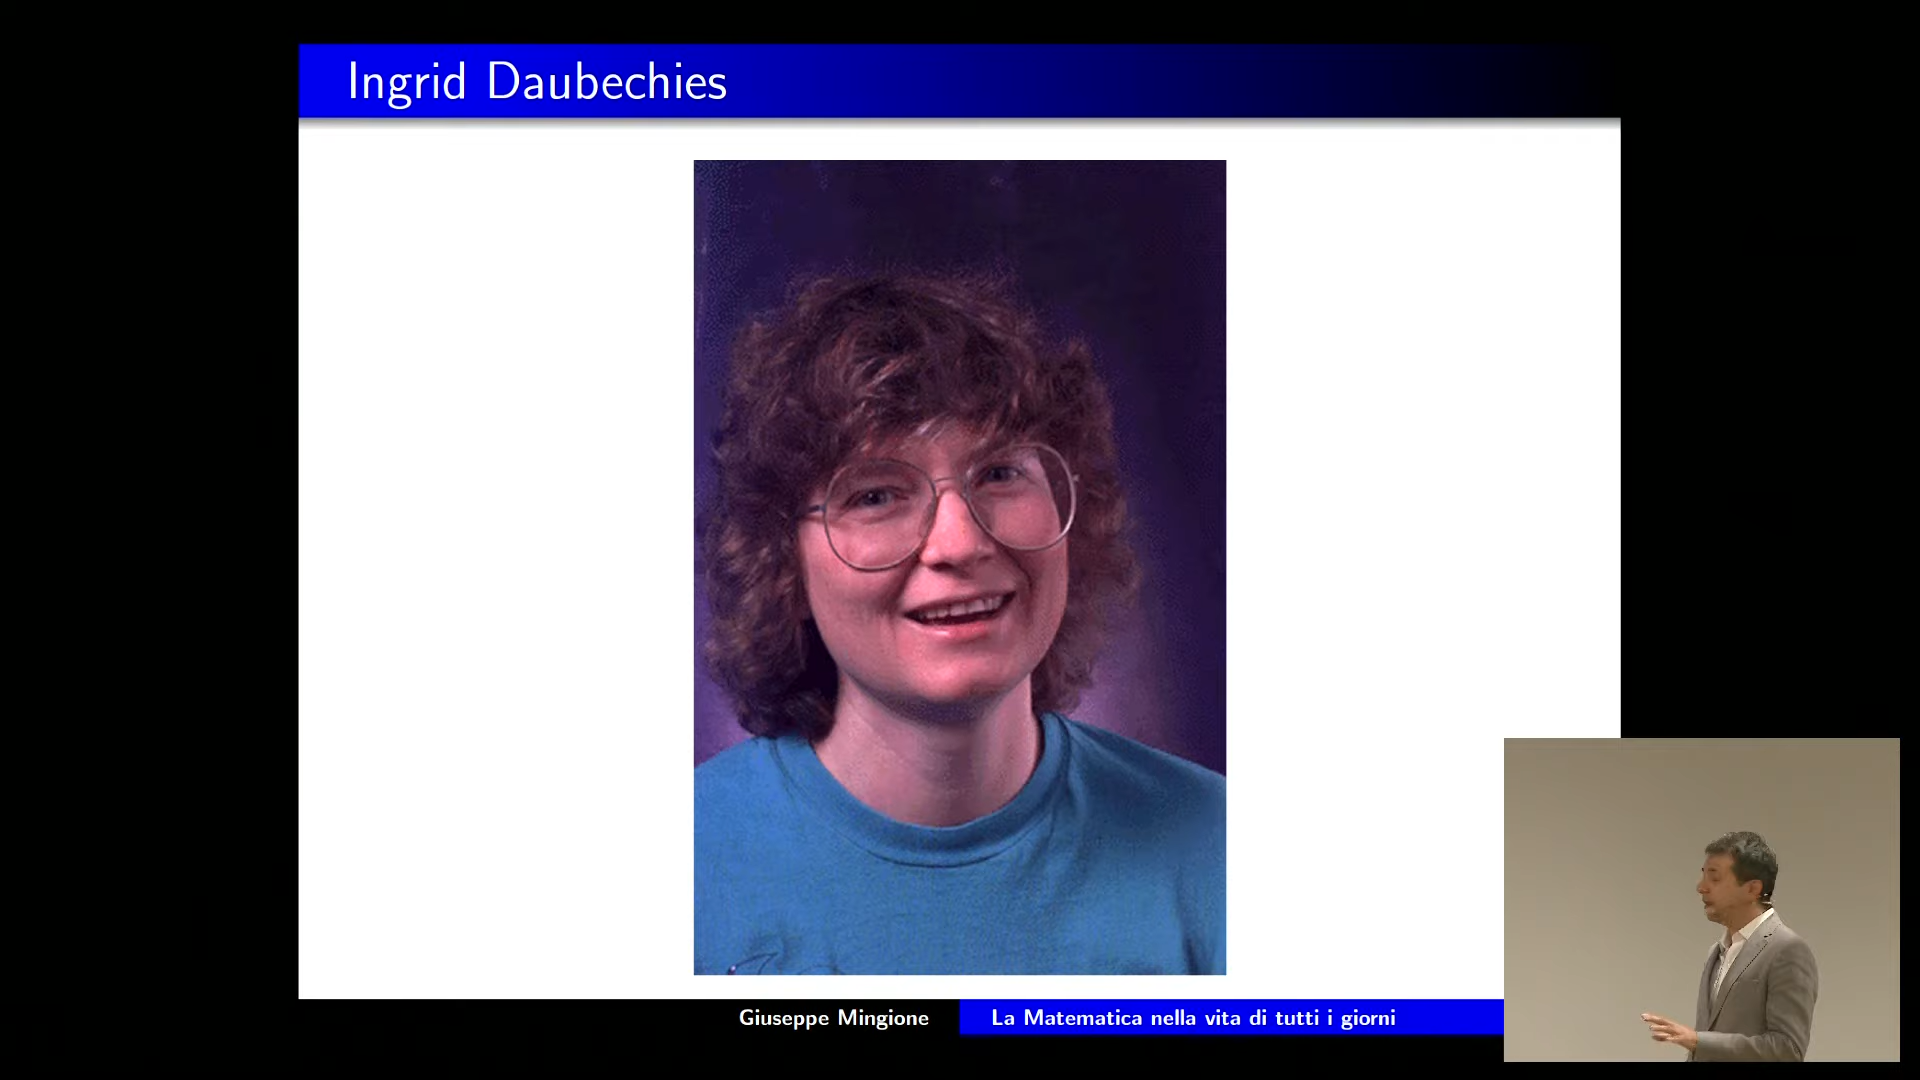 Ingrid Daubechies
Giuseppe Mingione
La Matematica nella vita di tutti i giorni